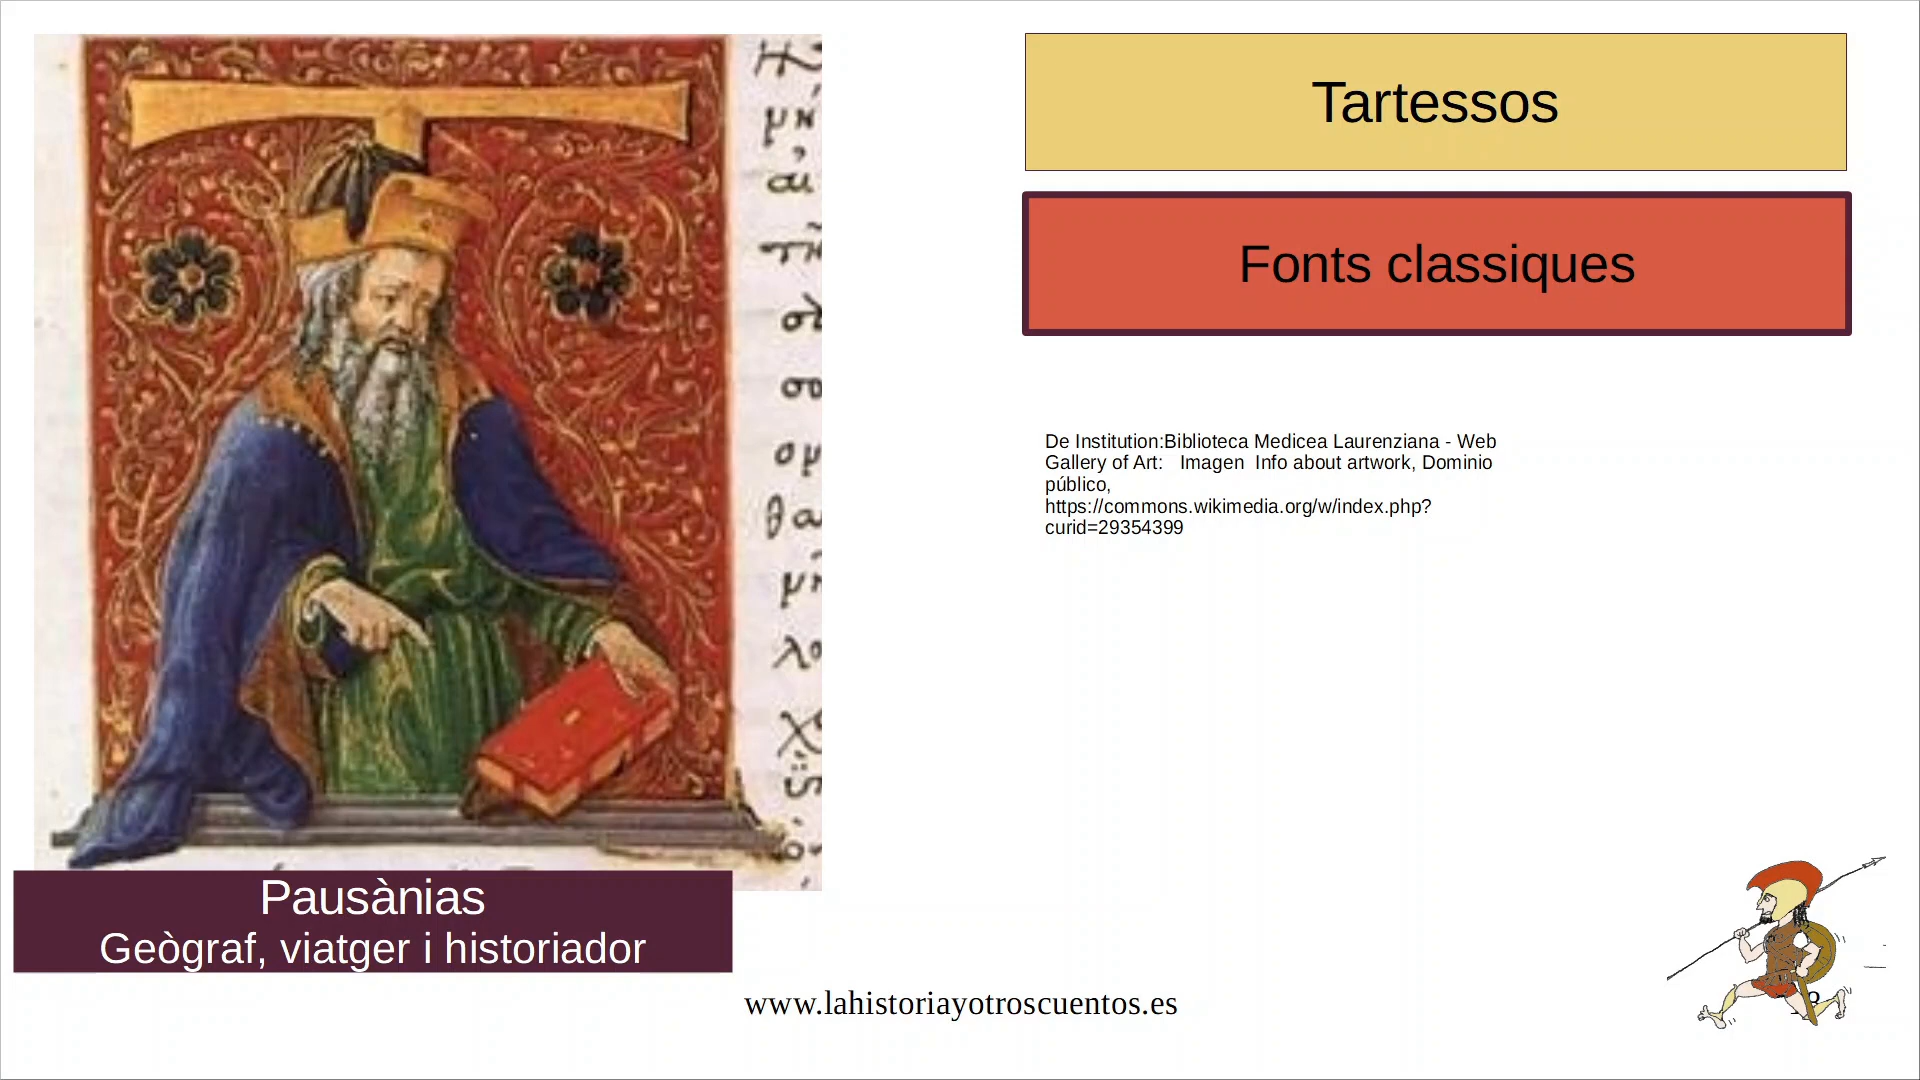 Tartessos
Fonts classiques
De Institution:Biblioteca Medicea Laurenziana - Web
Gallery of Art:   Imagen  Info about artwork, Dominio
público,
https://commons.wikimedia.org/w/index.php?
curid=29354399
Pausànias
Geògraf, viatger i historiador
www.lahistoriayotroscuentos.es